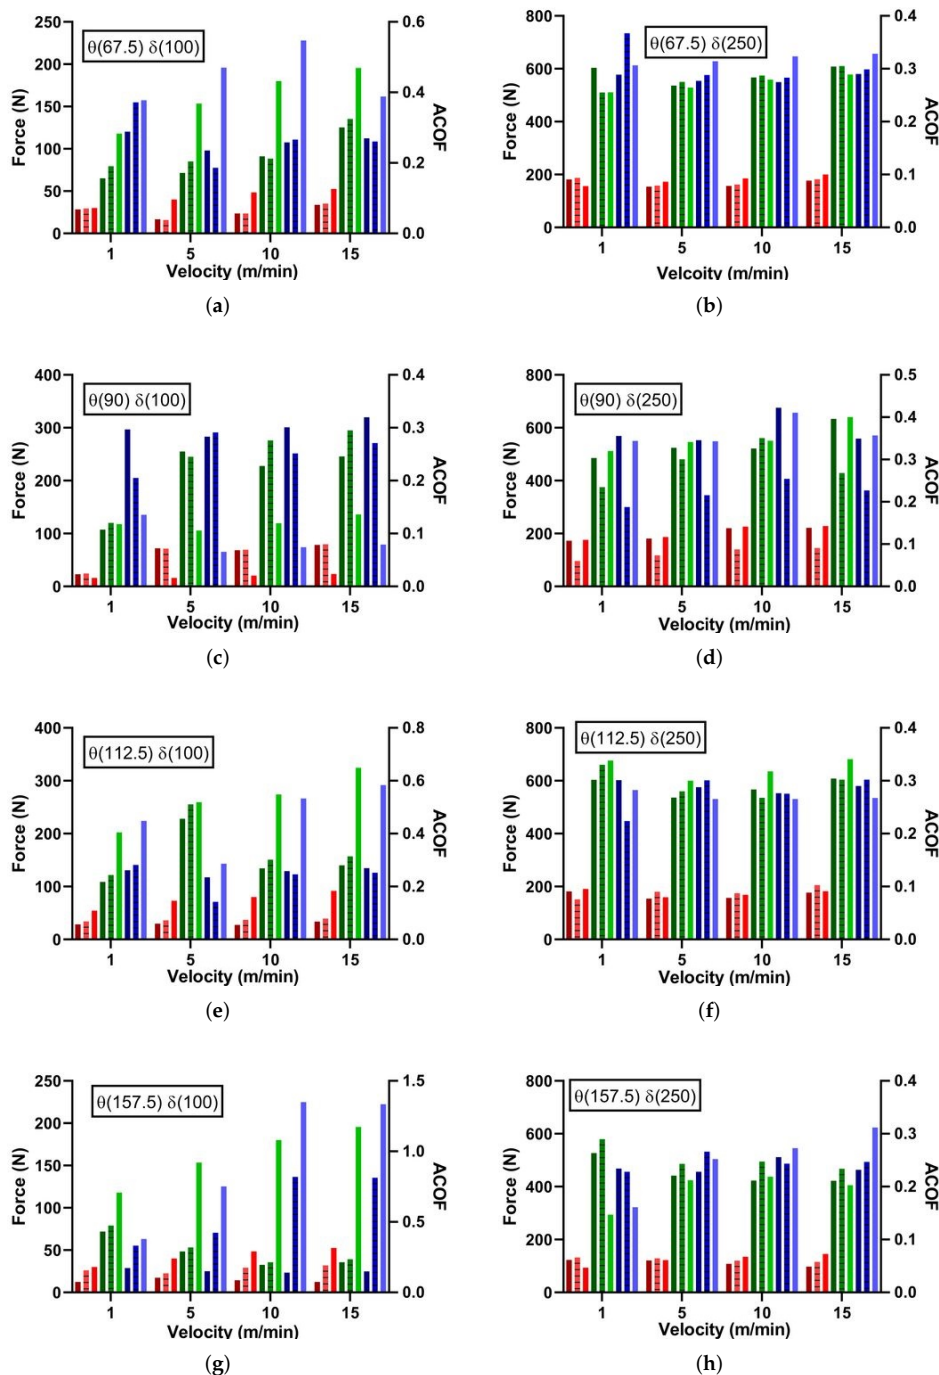 θ(67.5) δ(100)
Force (N)
250
200
150
100
50
0
0.6
0.4
0.2
0.0
ACOF
1 5 10 15
Velocity (m/min)
(a)
θ(67.5) δ(250)
Force (N)
800
600
400
200
0
0.4
0.3
0.2
0.1
0.0
ACOF
1 5 10 15
Velcoity (m/min)
(b)
θ(90) δ(100)
Force (N)
400
300
200
100
0
0.4
0.3
0.2
0.1
0.0
ACOF
1 5 10 15
Velocity (m/min)
(c)
θ(90) δ(250)
Force (N)
800
600
400
200
0
0.5
0.4
0.3
0.2
0.1
0.0
ACOF
1 5 10 15
Velocity (m/min)
(d)
θ(112.5) δ(100)
Force (N)
400
300
200
100
0
0.8
0.6
0.4
0.2
0.0
ACOF
1 5 10 15
Velocity (m/min)
(e)
θ(112.5) δ(250)
Force (N)
800
600
400
200
0
0.4
0.3
0.2
0.1
0.0
ACOF
1 5 10 15
Velocity (m/min)
(f)
θ(157.5) δ(100)
Force (N)
250
200
150
100
50
0
1.5
1.0
0.5
0.0
ACOF
1 5 10 15
Velocity (m/min)
(g)
θ(157.5) δ(250)
Force (N)
800
600
400
200
0
0.4
0.3
0.2
0.1
0.0
ACOF
1 5 10 15
Velocity (m/min)
(h)